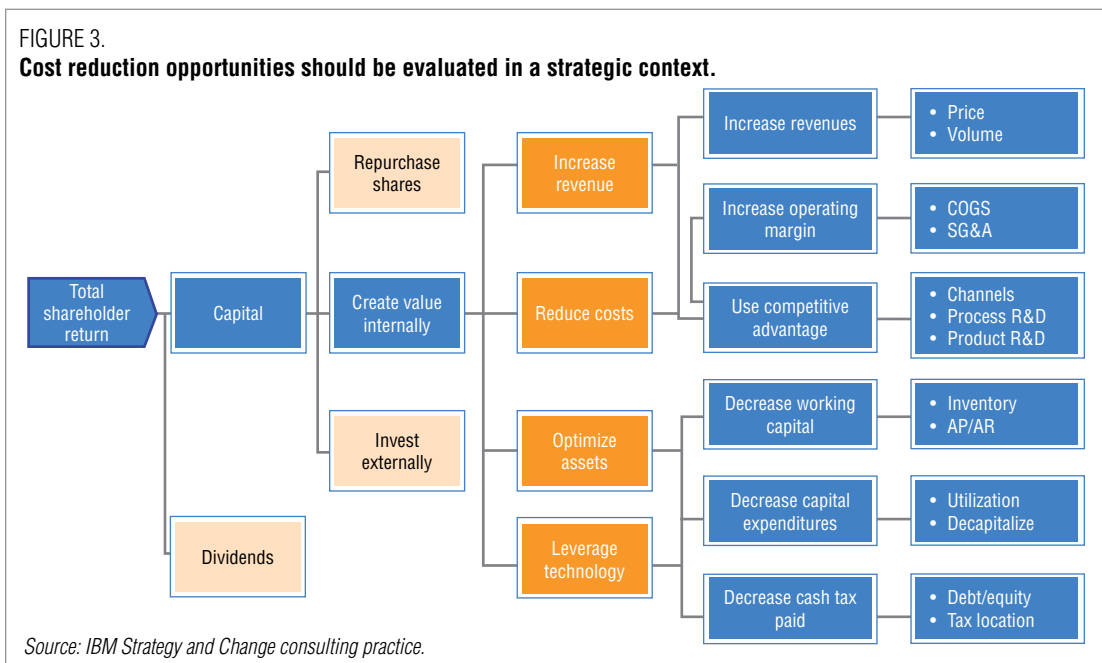 FIGURE 3.
Cost reduction opportunities should be evaluated in a strategic context.
Total
shareholder
return
Capital
Dividends
Repurchase
shares
Create value
internally
Invest
externally
Increase
revenue
Reduce costs
Optimize
assets
Leverage
technology
Increase revenues
• Price
• Volume
Increase operating
margin
• COGS
• SG&A
Use competitive
advantage
• Channels
• Process R&D
• Product R&D
Decrease working
capital
• Inventory
• AP/AR
Decrease capital
expenditures
• Utilization
• Decapitalize
Decrease cash tax
paid
• Debt/equity
• Tax location
Source: IBM Strategy and Change consulting practice.